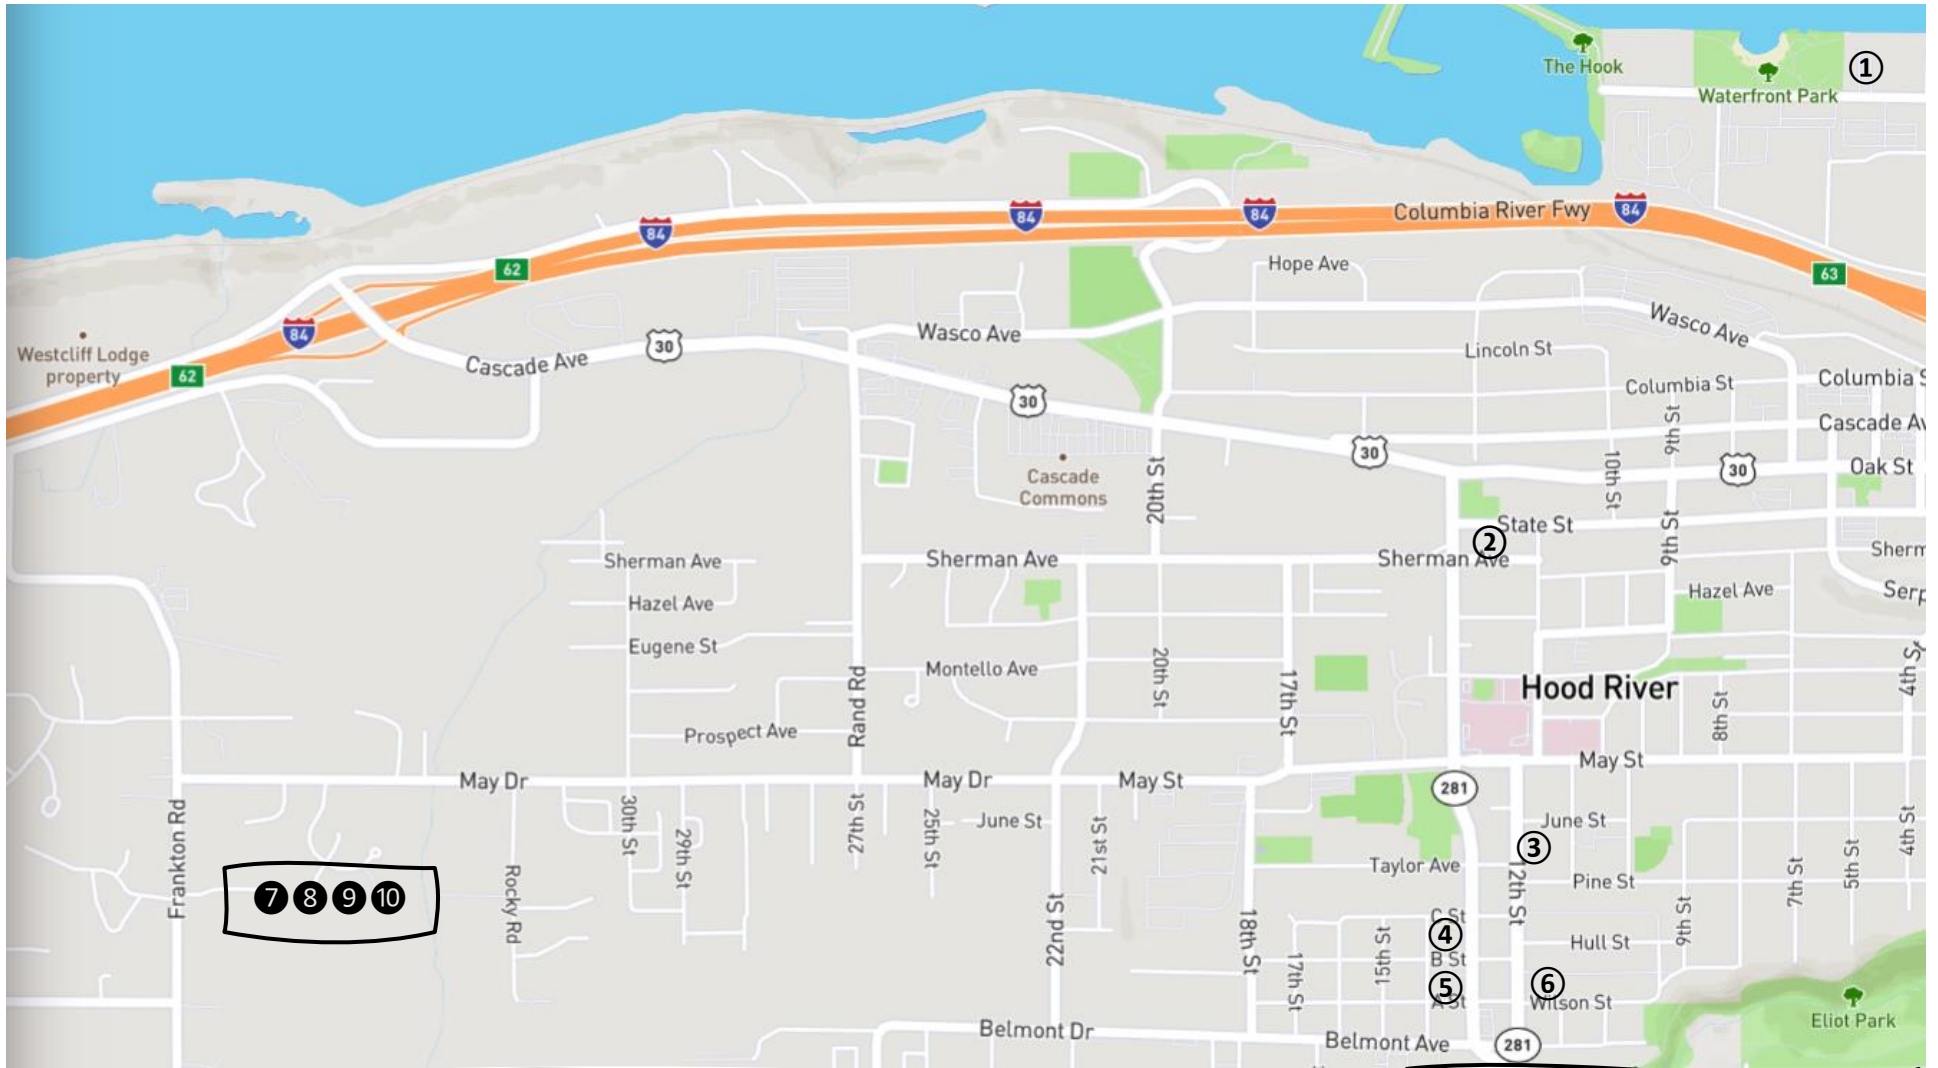 The Hook
Waterfront Park
①
Columbia River Fwy
84
84
84
84
84
62
62
63
Hope Ave
Wasco Ave
Wasco Ave
Westcliff Lodge
property
Cascade Ave
30
30
30
30
Lincoln St
Columbia St
Columbia S
Cascade Av
Oak St
9th St
10th St
Cascade
Commons
20th St
State St
②
9th St
Sherman Ave
Sherman Ave
Sherman Ave
Sherm
Hazel Ave
Hazel Ave
Serp
Eugene St
Montello Ave
20th St
17th St
Hood River
8th St
4th St
Rand Rd
Prospect Ave
May Dr
May Dr
May St
May St
281
Frankton Rd
30th St
29th St
27th St
25th St
June St
21st St
June St
③
4th St
5th St
7th St
Taylor Ave
12th St
Pine St
❼❽❾❿
Rocky Rd
22nd St
18th St
C St
④
15th St
9th St
Hull St
B St
17th St
⑤
A St
⑥
Wilson St
Eliot Park
Belmont Dr
Belmont Ave
281